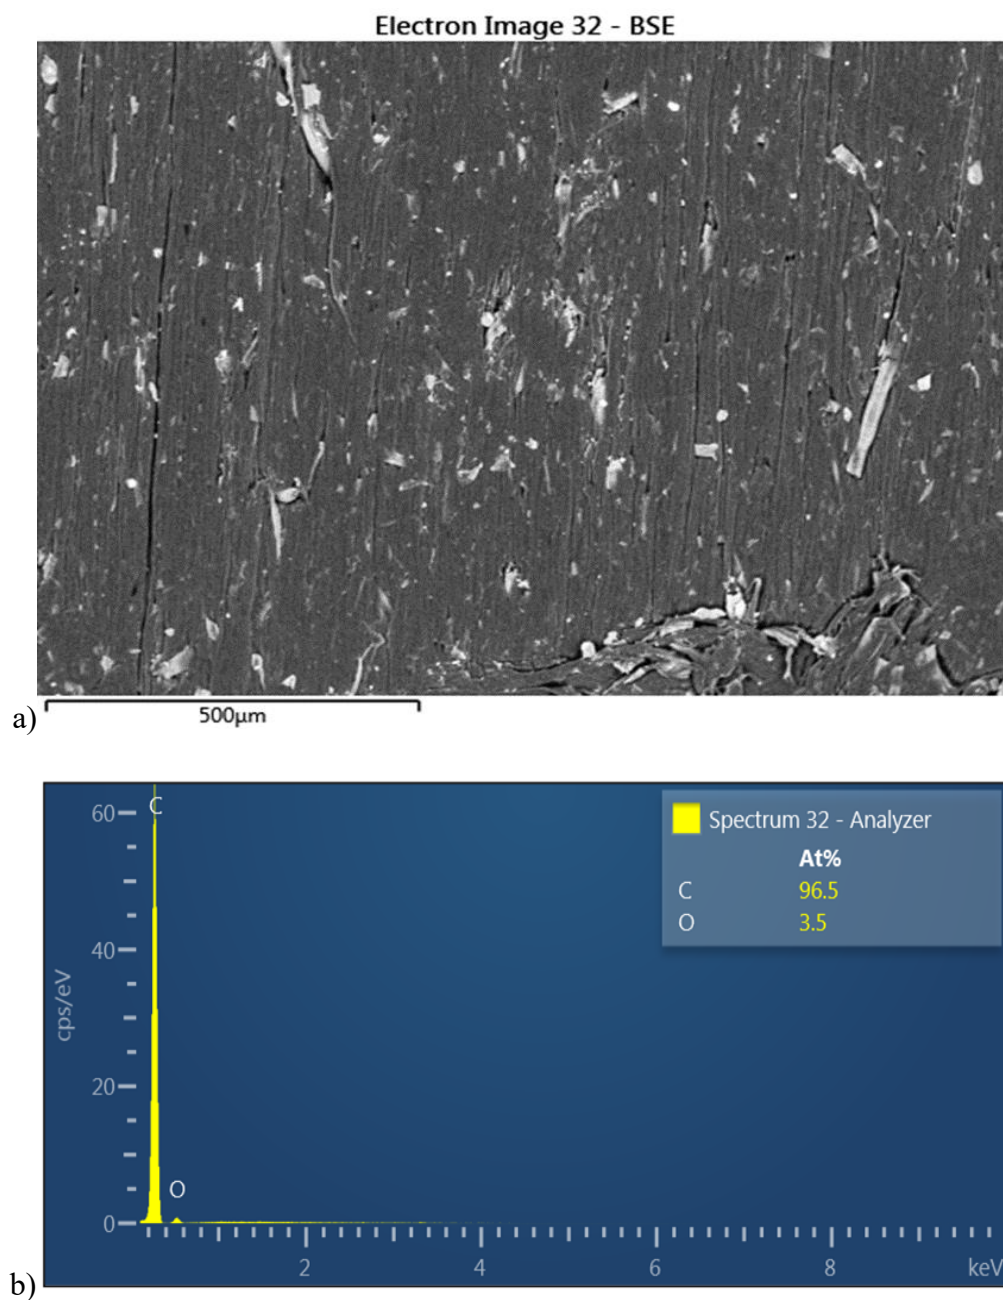 Electron Image 32 - BSE
a)
500µm
60
C
Spectrum 32 - Analyzer
At%
C 96.5
O 3.5
40
cps/eV
20
O
0
2 4 6 8 keV
b)